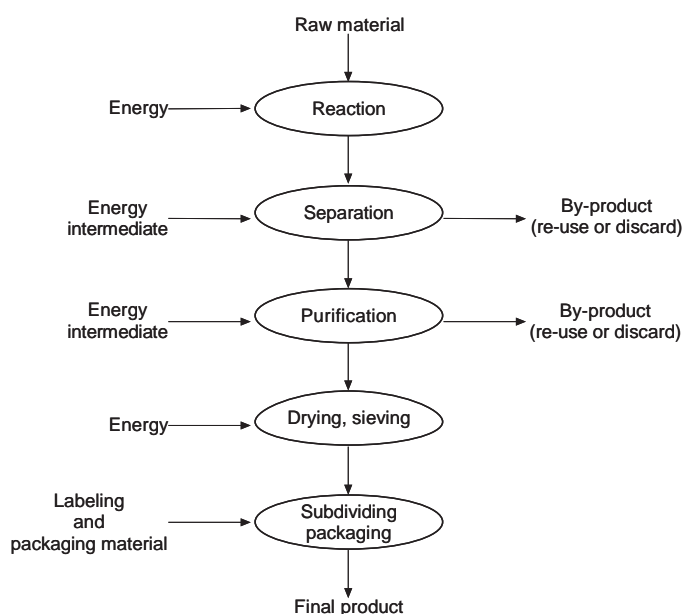 Raw material
Energy
Reaction
Energy
intermediate
Separation
By-product
(re-use or discard)
Energy
intermediate
Purification
By-product
(re-use or discard)
Energy
Drying, sieving
Labeling
and
packaging material
Subdividing
packaging
Final product